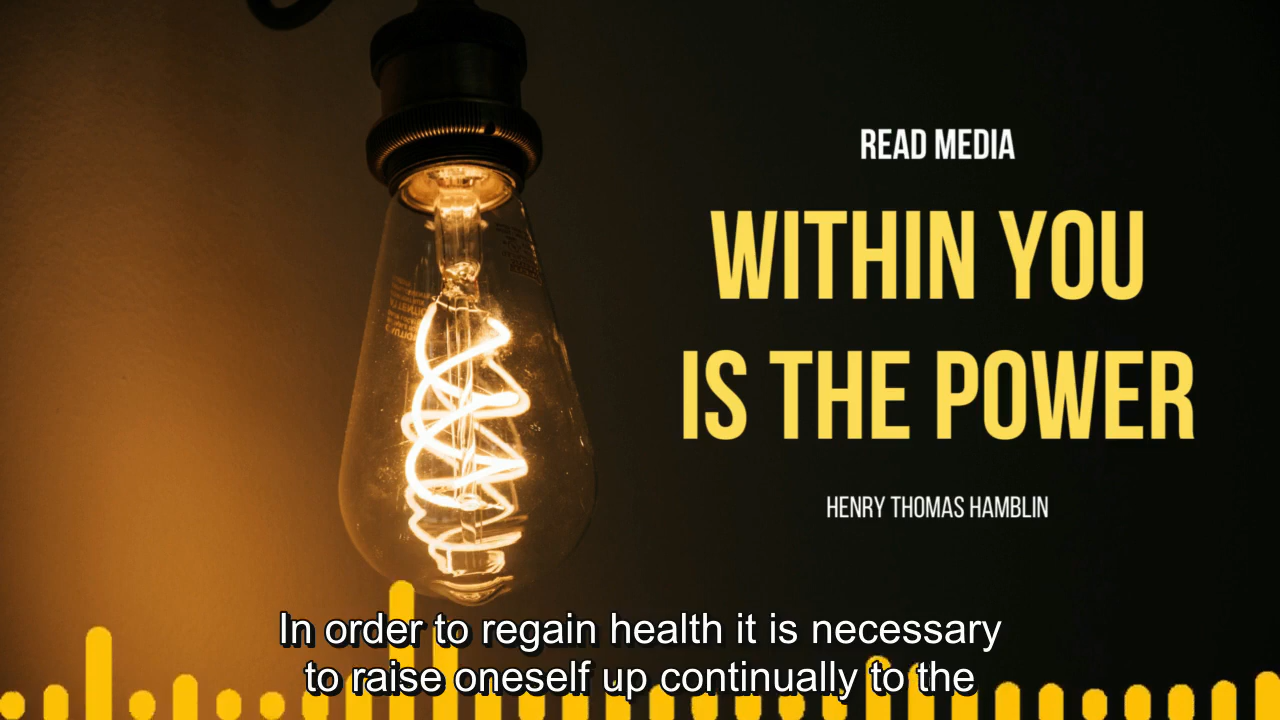 READ MEDIA
WITHIN YOU
IS THE POWER
HENRY THOMAS HAMBLIN
In order to regain health it is necessary
to raise oneself up continually to the